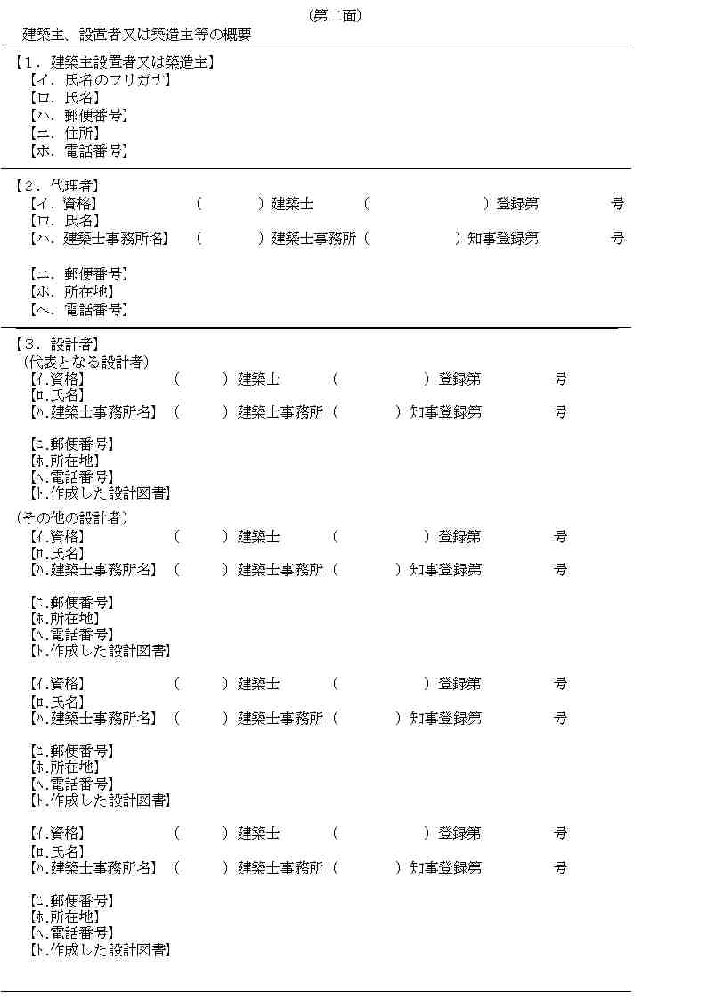 （第二面）
建築主、設置者又は築造主等の概要
【１．建築主設置者又は築造主】
【イ．氏名のフリガナ】
【ロ．氏名】
【ハ．郵便番号】
【ニ．住所】
【ホ．電話番号】
【２．代理者】
【イ．資格】　（　　　）建築士　（　　　）登録第　　　号
【ロ．氏名】
【ハ．建築士事務所名】　（　　　）建築士事務所（　　　）知事登録第　　　号
【ニ．郵便番号】
【ホ．所在地】
【ヘ．電話番号】
【３．設計者】
（代表となる設計者）
【ｲ.資格】　（　　　）建築士　（　　　）登録第　　　号
【ﾛ.氏名】
【ﾊ.建築士事務所名】（　　　）建築士事務所（　　　）知事登録第　　　号
【ﾆ.郵便番号】
【ﾎ.所在地】
【ﾍ.電話番号】
【ﾄ.作成した設計図書】
（その他の設計者）
【ｲ.資格】　（　　　）建築士　（　　　）登録第　　　号
【ﾛ.氏名】
【ﾊ.建築士事務所名】（　　　）建築士事務所（　　　）知事登録第　　　号
【ﾆ.郵便番号】
【ﾎ.所在地】
【ﾍ.電話番号】
【ﾄ.作成した設計図書】
【ｲ.資格】　（　　　）建築士　（　　　）登録第　　　号
【ﾛ.氏名】
【ﾊ.建築士事務所名】（　　　）建築士事務所（　　　）知事登録第　　　号
【ﾆ.郵便番号】
【ﾎ.所在地】
【ﾍ.電話番号】
【ﾄ.作成した設計図書】
【ｲ.資格】　（　　　）建築士　（　　　）登録第　　　号
【ﾛ.氏名】
【ﾊ.建築士事務所名】（　　　）建築士事務所（　　　）知事登録第　　　号
【ﾆ.郵便番号】
【ﾎ.所在地】
【ﾍ.電話番号】
【ﾄ.作成した設計図書】